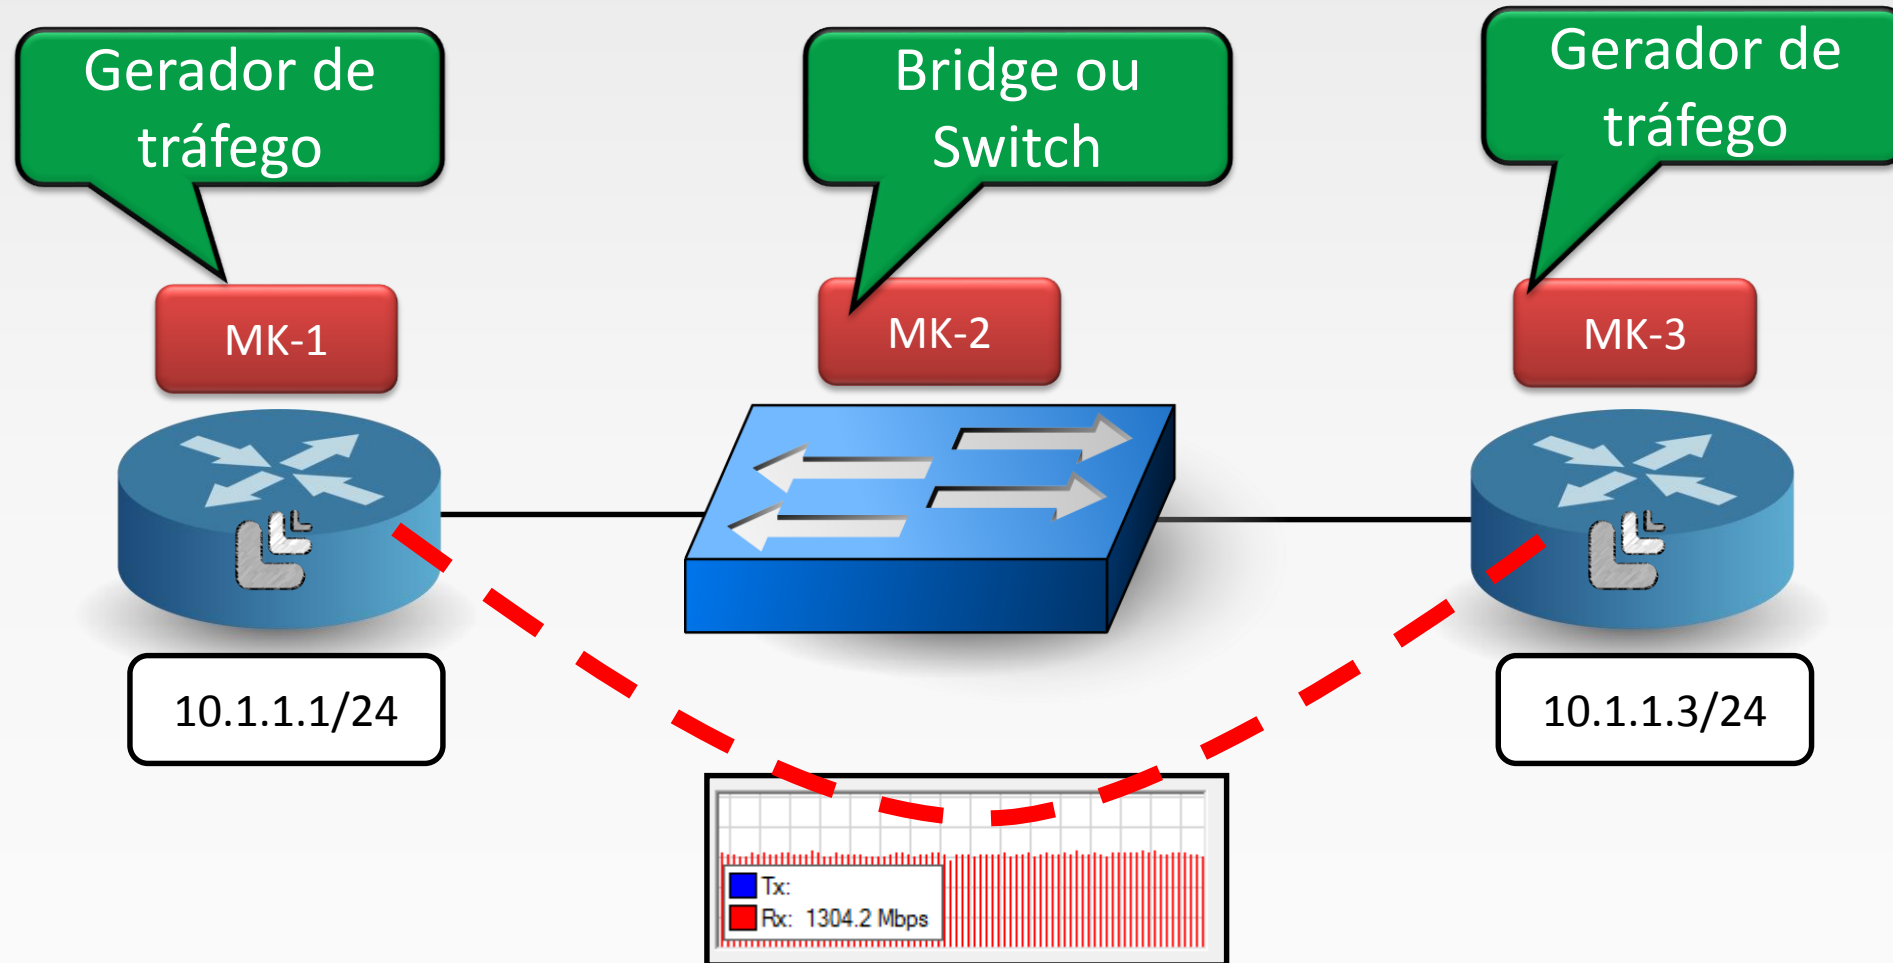 Gerador de
tráfego
Bridge ou
Switch
Gerador de
tráfego
MK-1
MK-2
MK-3
10.1.1.1/24
10.1.1.3/24
Tx:
Rx: 1304.2 Mbps